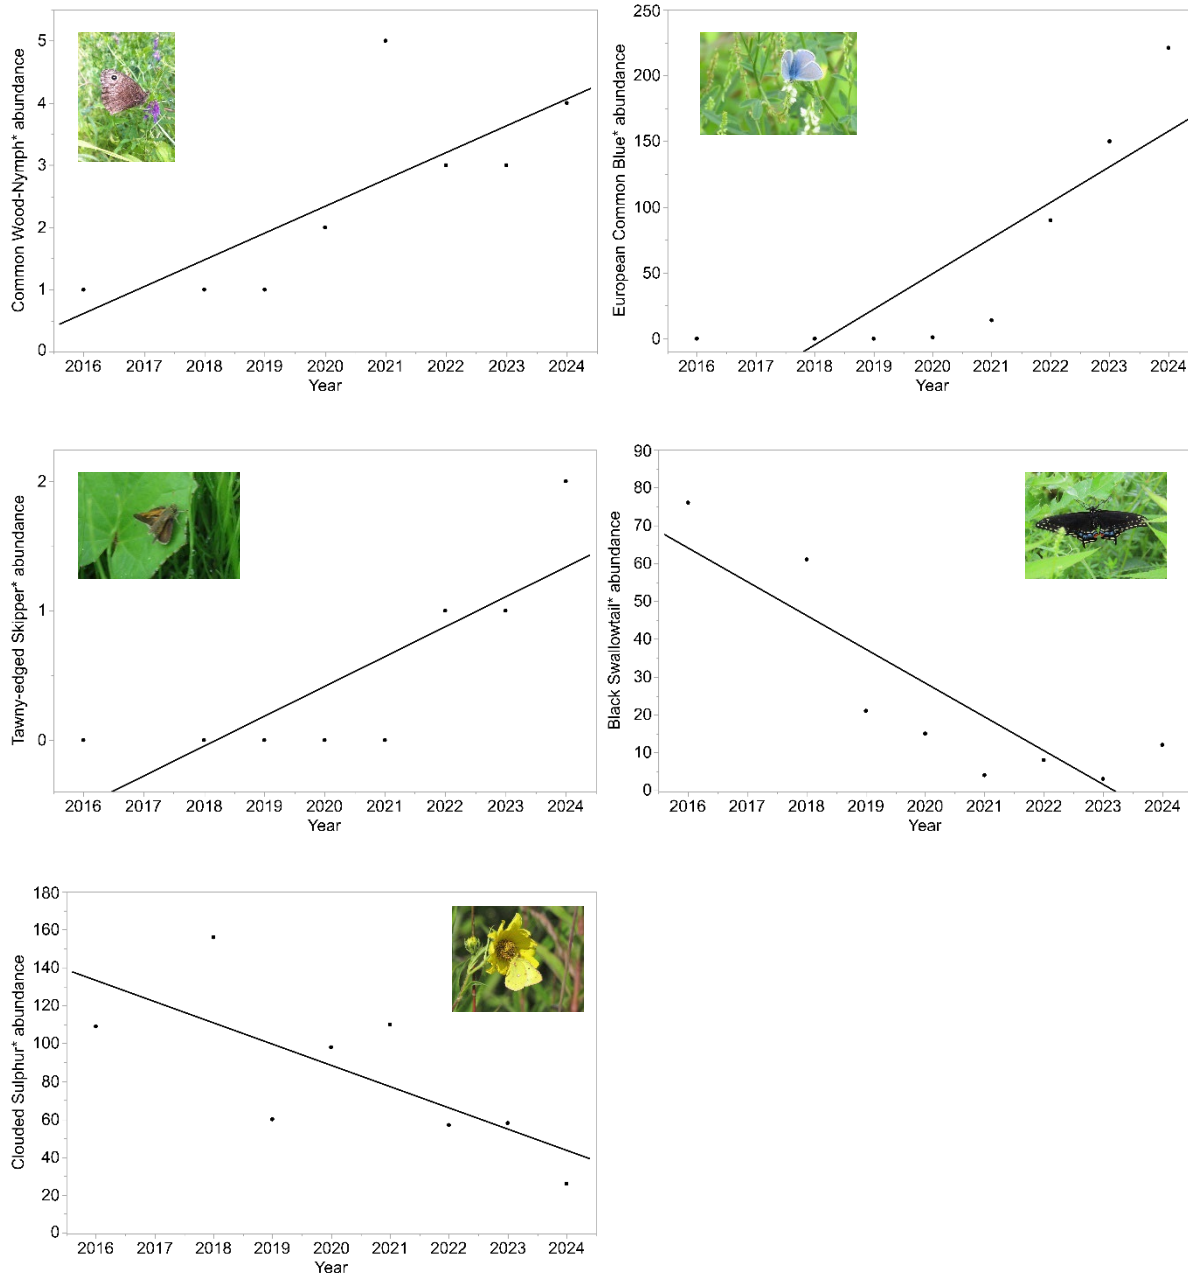 Common Wood-Nymph* abundance
5
4
3
2
1
0
2016 2017 2018 2019 2020 2021 2022 2023 2024
Year
European Common Blue* abundance
250
200
150
100
50
0
2016 2017 2018 2019 2020 2021 2022 2023 2024
Year
Tawny-edged Skipper* abundance
2
1
0
2016 2017 2018 2019 2020 2021 2022 2023 2024
Year
Black Swallowtail* abundance
90
80
70
60
50
40
30
20
10
0
2016 2017 2018 2019 2020 2021 2022 2023 2024
Year
Clouded Sulphur* abundance
180
160
140
120
100
80
60
40
20
0
2016 2017 2018 2019 2020 2021 2022 2023 2024
Year